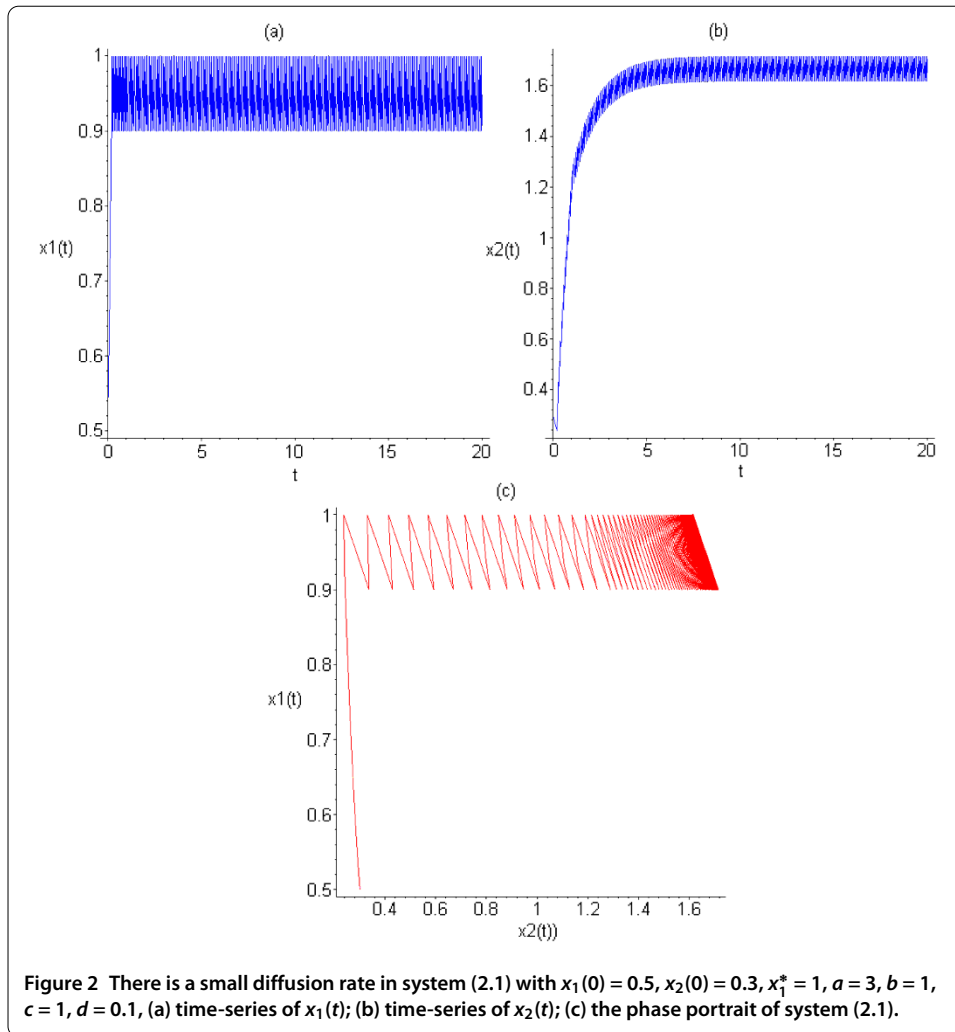 (a)
1
0.9
0.8
x1(t)
0.7
0.6
0.5
0 5 10 15 20
t
(b)
1.6
1.4
1.2
1
x2(t)
0.8
0.6
0.4
0 5 10 15 20
t
(c)
1
0.9
0.8
x1(t)
0.7
0.6
0.5
0.4 0.6 0.8 1 1.2 1.4 1.6
x2(t))
Figure 2 There is a small diffusion rate in system (2.1) with x₁(0) = 0.5, x₂(0) = 0.3, x₁* = 1, a = 3, b = 1,
c = 1, d = 0.1, (a) time-series of x₁(t); (b) time-series of x₂(t); (c) the phase portrait of system (2.1).